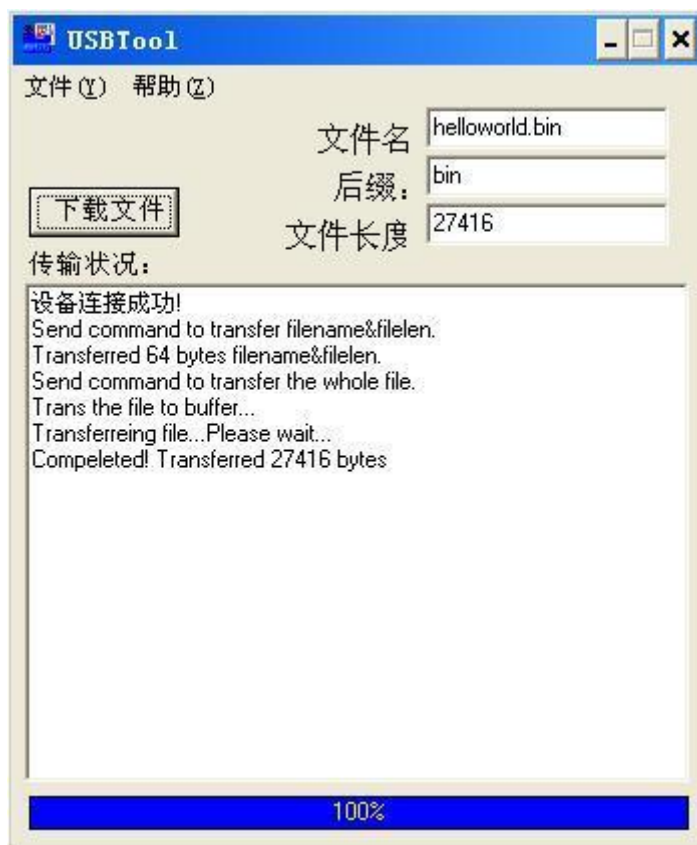 USBTool
文件(Y) 帮助(Z)
文件名 helloworld.bin
后缀： bin
下载文件
文件长度 27416
传输状况：
设备连接成功!
Send command to transfer filename&filelen.
Transferred 64 bytes filename&filelen.
Send command to transfer the whole file.
Trans the file to buffer...
Transferreing file...Please wait...
Compeleted! Transferred 27416 bytes
100%